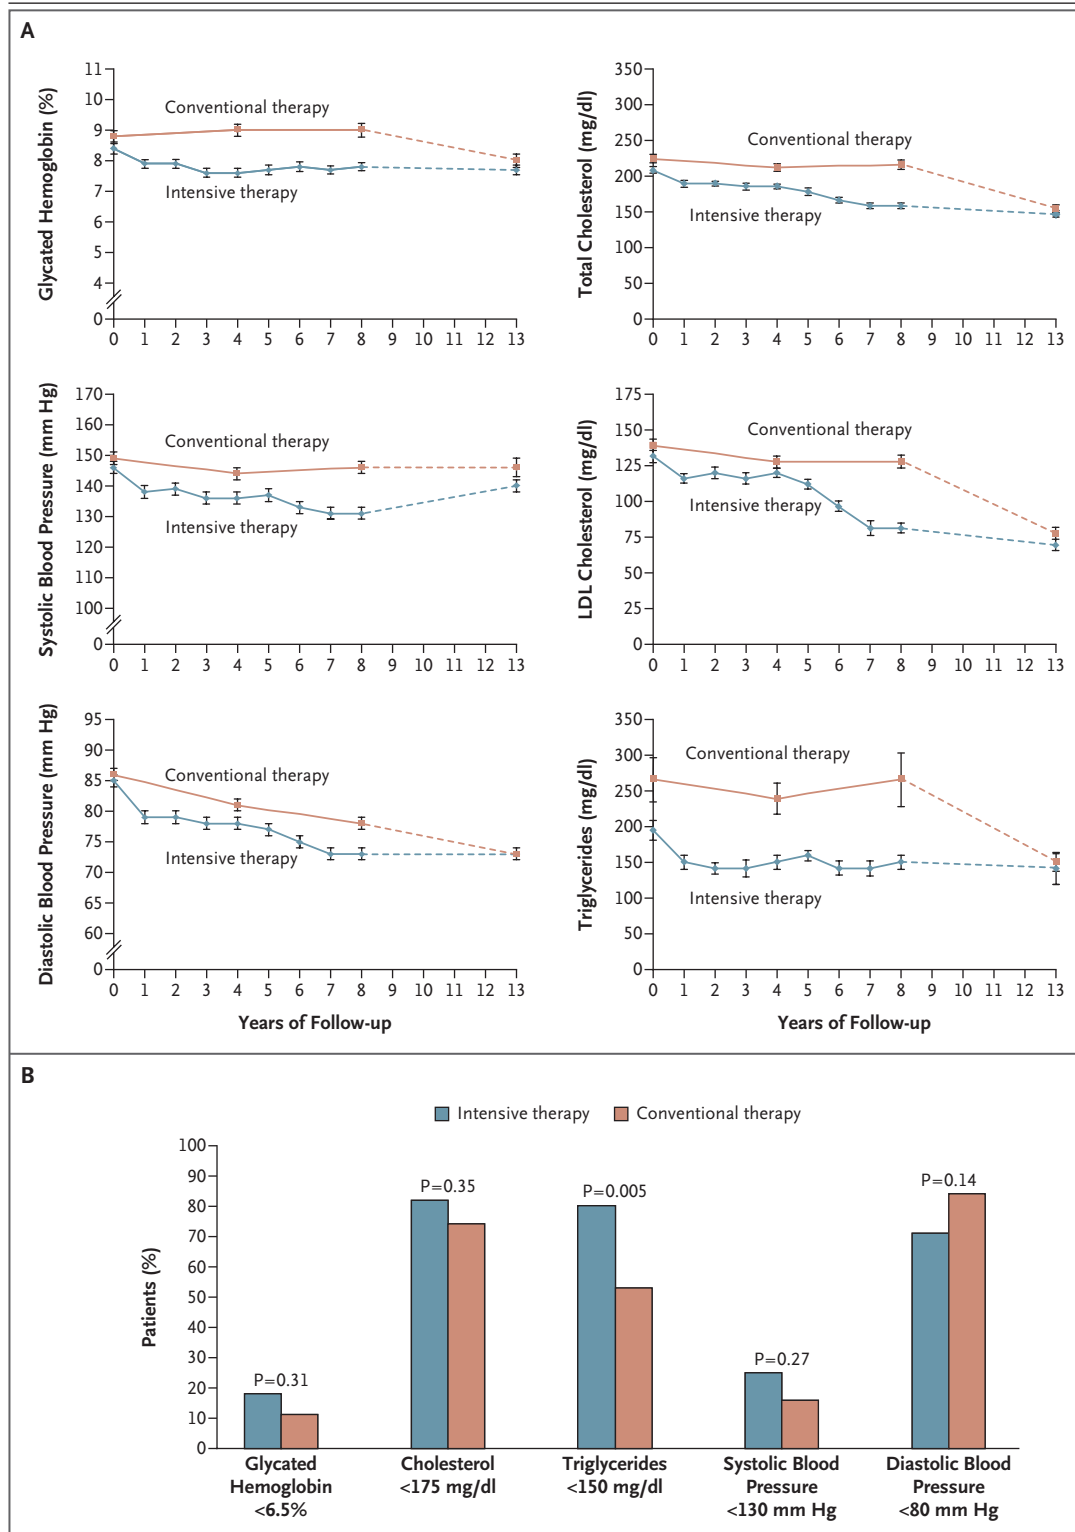 A
Glycated Hemoglobin (%)
11
10
9
8
7
6
5
4
0
Conventional therapy
Intensive therapy
0 1 2 3 4 5 6 7 8 9 10 11 12 13
Total Cholesterol (mg/dl)
350
300
250
200
150
100
50
0
Conventional therapy
Intensive therapy
0 1 2 3 4 5 6 7 8 9 10 11 12 13
Systolic Blood Pressure (mm Hg)
170
160
150
140
130
120
110
100
0
Conventional therapy
Intensive therapy
0 1 2 3 4 5 6 7 8 9 10 11 12 13
LDL Cholesterol (mg/dl)
175
150
125
100
75
50
25
0
Conventional therapy
Intensive therapy
0 1 2 3 4 5 6 7 8 9 10 11 12 13
Diastolic Blood Pressure (mm Hg)
95
90
85
80
75
70
65
60
0
Conventional therapy
Intensive therapy
0 1 2 3 4 5 6 7 8 9 10 11 12 13
Years of Follow-up
Triglycerides (mg/dl)
350
300
250
200
150
100
50
0
Conventional therapy
Intensive therapy
0 1 2 3 4 5 6 7 8 9 10 11 12 13
Years of Follow-up
B
Intensive therapy Conventional therapy
Patients (%)
100
90
80
70
60
50
40
30
20
10
0
P=0.31
P=0.35
P=0.005
P=0.27
P=0.14
Glycated
Hemoglobin
<6.5%
Cholesterol
<175 mg/dl
Triglycerides
<150 mg/dl
Systolic Blood
Pressure
<130 mm Hg
Diastolic Blood
Pressure
<80 mm Hg